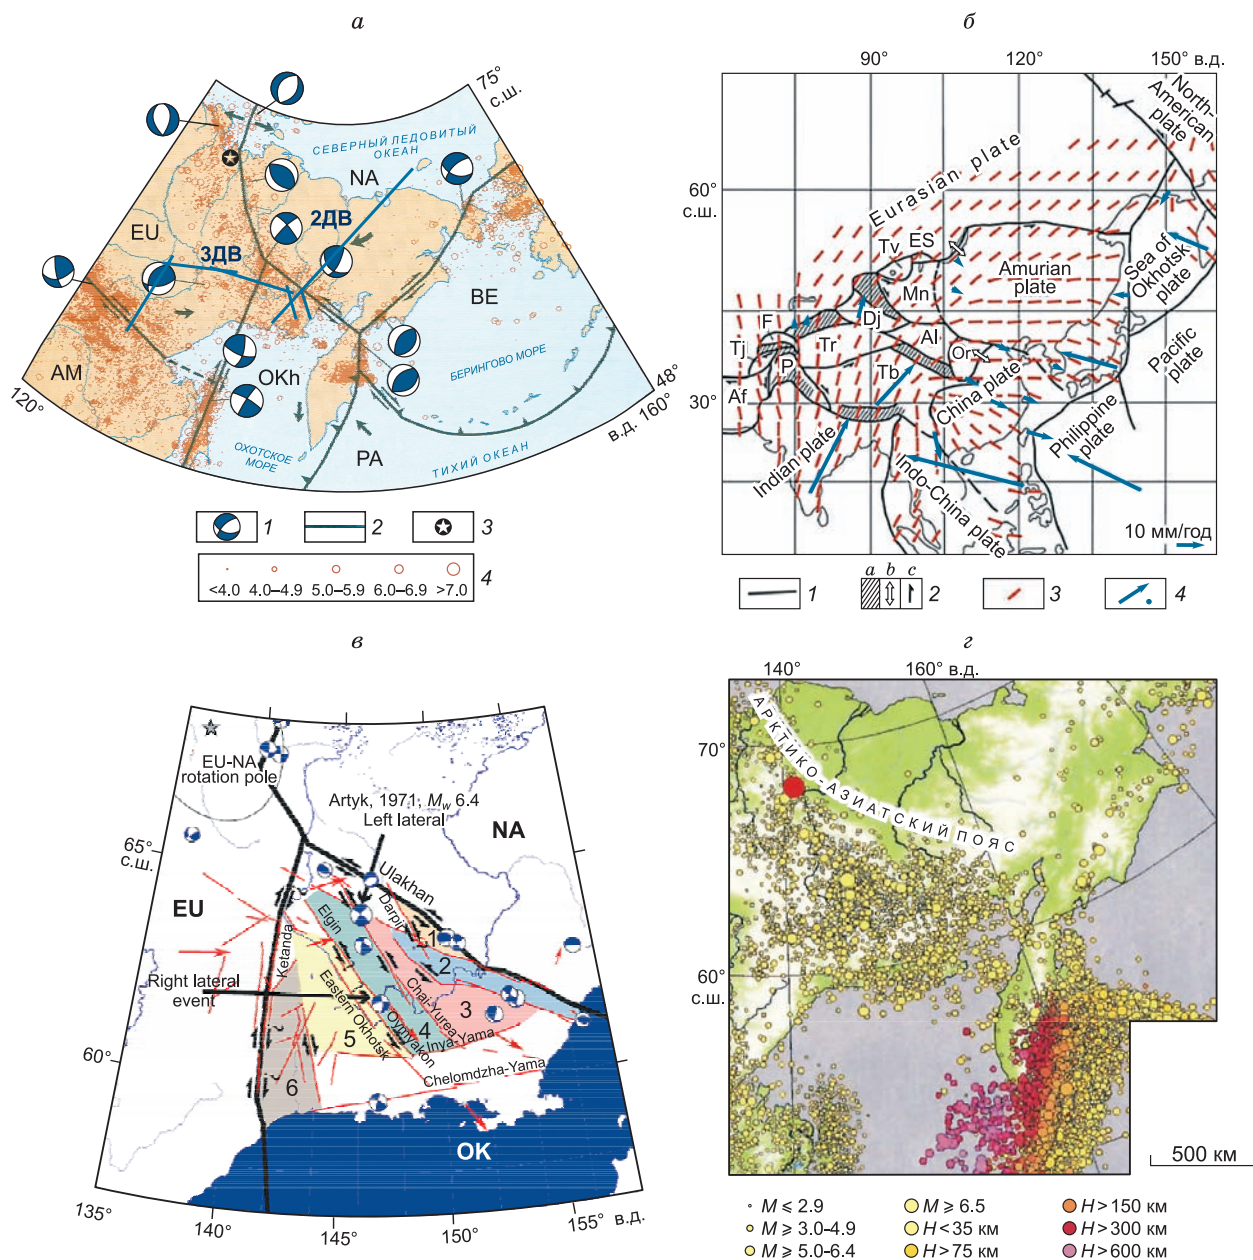 а
75°
с.ш.
СЕВЕРНЫЙ ЛЕДОВИТЫЙ
ОКЕАН
NA
2ДВ
EU
3ДВ
BE
OKh
AM
БЕРИНГОВО МОРЕ
48°
в.д. 160°
120°
ОХОТСКОЕ
МОРЕ
PA
ТИХИЙ ОКЕАН
1
2
3
4
<4.0 4.0–4.9 5.0–5.9 6.0–6.9 >7.0
б
90° 120° 150° в.д.
North-
American
plate
60°
с.ш.
Eurasian plate
Tv ES
Mn
Amurian
plate
Sea of
Okhotsk
plate
F
Dj
Tj
Tr
Al
P
Or
Tb
Af
30°
China plate
Pacific
plate
Philippine
plate
Indian plate
Indo-China plate
10 мм/год
1
a b c
2
3
4
в
EU-NA
rotation pole
Artyk, 1971, Mw 6.4
Left lateral
NA
65°
с.ш.
Ulakhan
EU
Elgin
Darpir
Ketanda
1
2
Right lateral
event
Eastern Okhotsk
Chai-Yurea
3
5
Oymyakon
4
Inya-Yama
6
Chelomdzha-Yama
60°
OK
135°
140°
145°
150°
155° в.д.
г
140° 160° в.д.
АРКТИКО-АЗИАТСКИЙ ПОЯС
70°
60°
с.ш.
500 км
M ⩽ 2.9
M ⩾ 3.0-4.9
M ⩾ 5.0-6.4
M ⩾ 6.5
H < 35 км
H > 75 км
H > 150 км
H > 300 км
H > 600 км